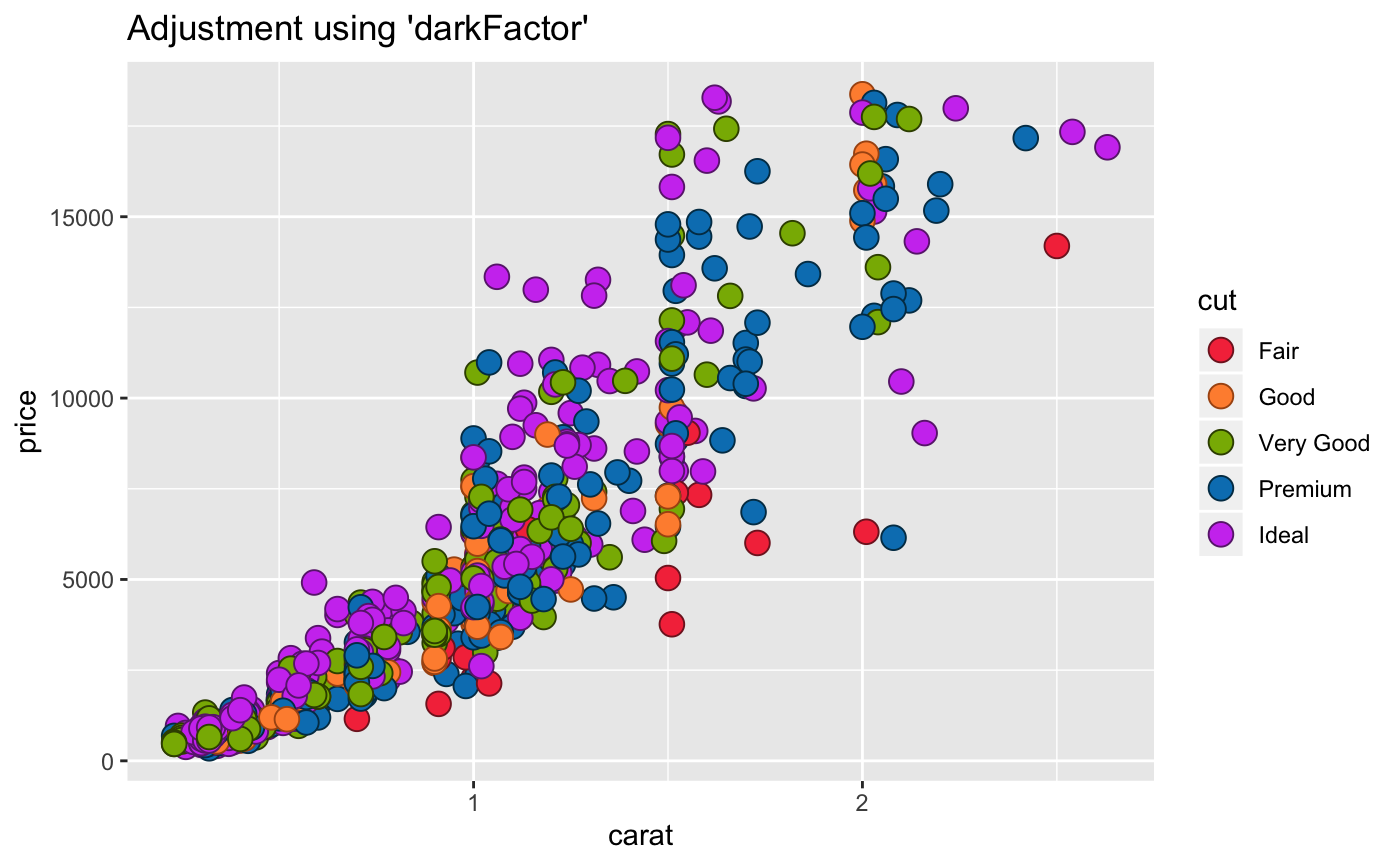 Adjustment using 'darkFactor'
15000
10000
5000
0
price
1
2
carat
cut
Fair
Good
Very Good
Premium
Ideal